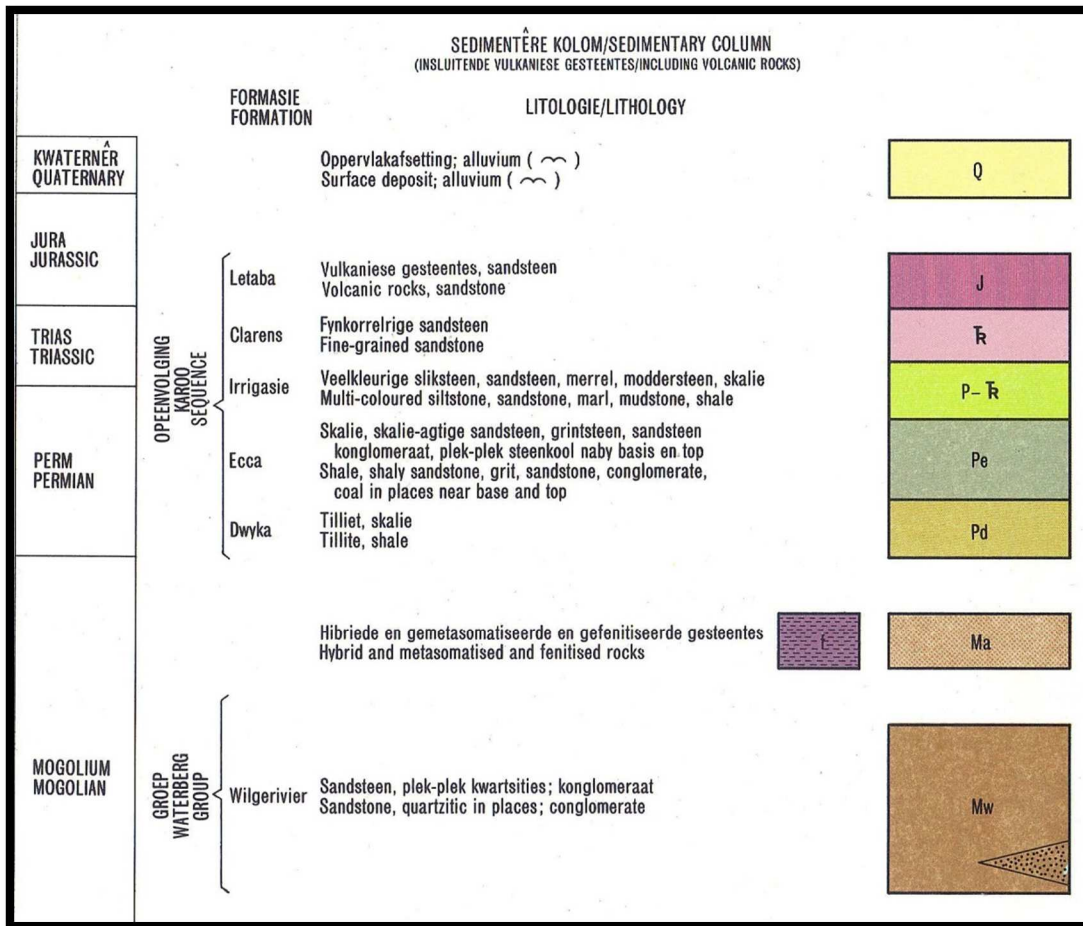 SEDIMENTÊRE KOLOM/SEDIMENTARY COLUMN
(INSLUITENDE VULKANIESE GESTEENTES/INCLUDING VOLCANIC ROCKS)
FORMASIE
FORMATION
LITOLOGIE/LITHOLOGY
KWATERNÊR
QUATERNARY
Oppervlakafsetting; alluvium ( )
Surface deposit; alluvium ( )
Q
JURA
JURASSIC
OPEENVOLGING
KAROO
SEQUENCE
Letaba
Vulkaniese gesteentes, sandsteen
Volcanic rocks, sandstone
J
TRIAS
TRIASSIC
Clarens
Fynkorrelrige sandsteen
Fine-grained sandstone
TR
Irrigasie
Veelkleurige sliksteen, sandsteen, merrel, moddersteen, skalie
Multi-coloured siltstone, sandstone, marl, mudstone, shale
P–TR
PERM
PERMIAN
Ecca
Skalie, skalie-agtige sandsteen, grintsteen, sandsteen
konglomeraat, plek-plek steenkool naby basis en top
Shale, shaly sandstone, grit, sandstone, conglomerate,
coal in places near base and top
Pe
Dwyka
Tilliet, skalie
Tillite, shale
Pd
Hibriede en gemetasomatiseerde en gefenitiseerde gesteentes
Hybrid and metasomatised and fenitised rocks
f
Ma
MOGOLIUM
MOGOLIAN
GROEP
WATERBERG
GROUP
Wilgerivier
Sandsteen, plek-plek kwartsities; konglomeraat
Sandstone, quartzitic in places; conglomerate
Mw